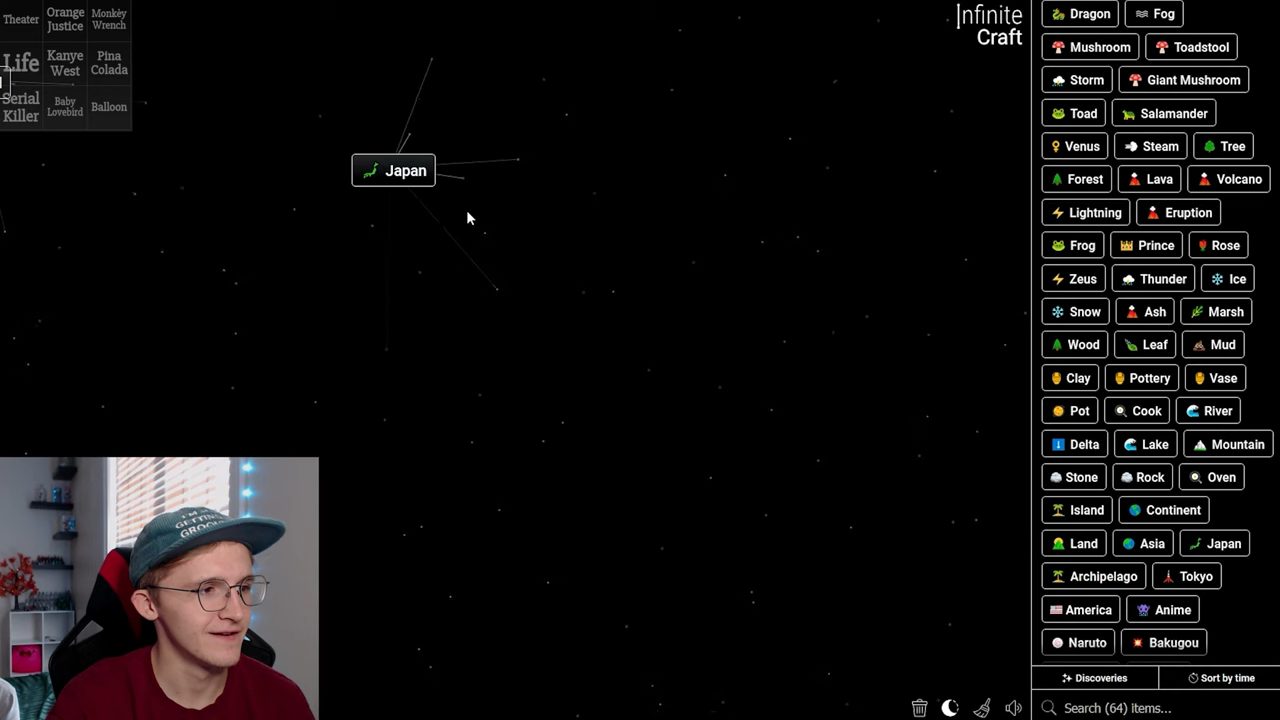 Theater
Orange
Justice
Monkey
Wrench
Life
Kanye
West
Pina
Colada
Serial
Killer
Baby
Lovebird
Balloon
Japan
Infinite
Craft
Dragon
Fog
Mushroom
Toadstool
Storm
Giant Mushroom
Toad
Salamander
Venus
Steam
Tree
Forest
Lava
Volcano
Lightning
Eruption
Frog
Prince
Rose
Zeus
Thunder
Ice
Snow
Ash
Marsh
Wood
Leaf
Mud
Clay
Pottery
Vase
Pot
Cook
River
Delta
Lake
Mountain
Stone
Rock
Oven
Island
Continent
Land
Asia
Japan
Archipelago
Tokyo
America
Anime
Naruto
Bakugou
Discoveries
Sort by time
Search (64) items...